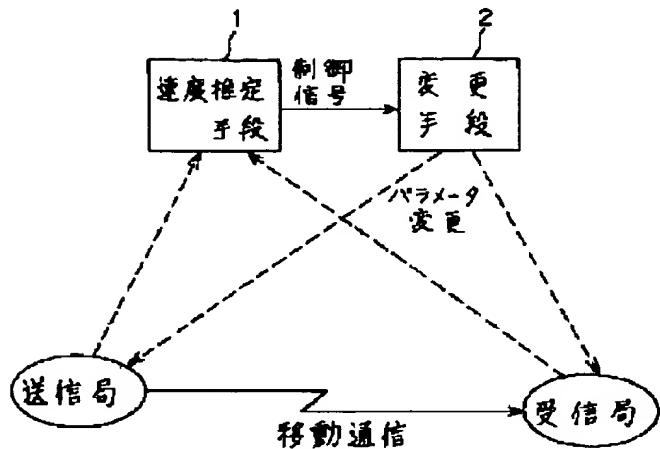 1
2
速度推定
手段
制御
信号
変更
手段
パラメータ
変更
送信局
受信局
移動通信